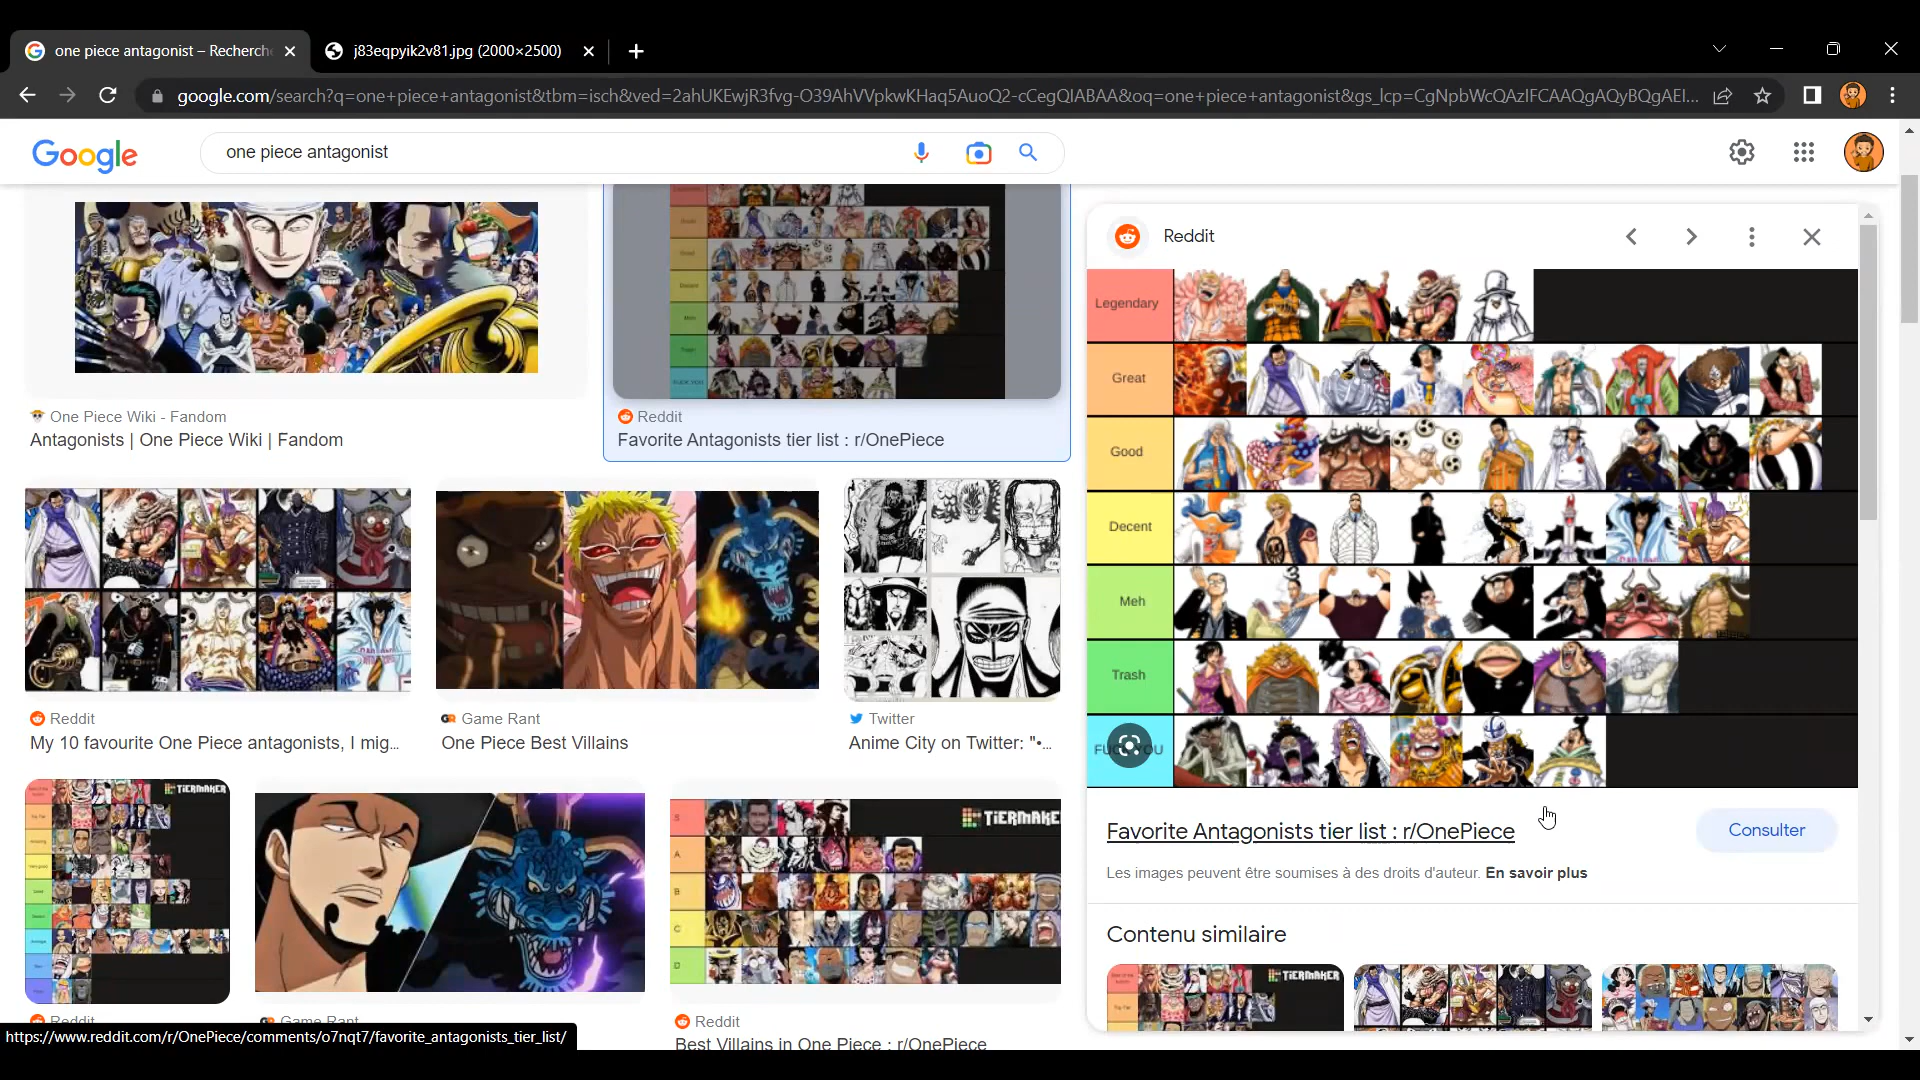 one piece antagonist – Recherch
j83eqpyik2v81.jpg (2000×2500)
google.com/search?q=one+piece+antagonist&tbm=isch&ved=2ahUKEwjR3fvg-O39AhVVpkwKHaq5AuoQ2-cCegQIABAA&oq=one+piece+antagonist&gs_lcp=CgNpbWcQAzIFCAAQgAQyBQgAEI...
Google
one piece antagonist
One Piece Wiki - Fandom
Antagonists | One Piece Wiki | Fandom
Reddit
Favorite Antagonists tier list : r/OnePiece
Reddit
My 10 favourite One Piece antagonists, I mig...
Game Rant
One Piece Best Villains
Twitter
Anime City on Twitter: "•...
TIERMAKER
TIERMAKER
S
A
B
C
D
Reddit
Game Rant
Reddit
Best Villains in One Piece : r/OnePiece
Reddit
Legendary
Great
Good
Decent
Meh
Trash
Favorite Antagonists tier list : r/OnePiece
Consulter
Les images peuvent être soumises à des droits d'auteur. En savoir plus
Contenu similaire
TIERMAKER
https://www.reddit.com/r/OnePiece/comments/o7nqt7/favorite_antagonists_tier_list/